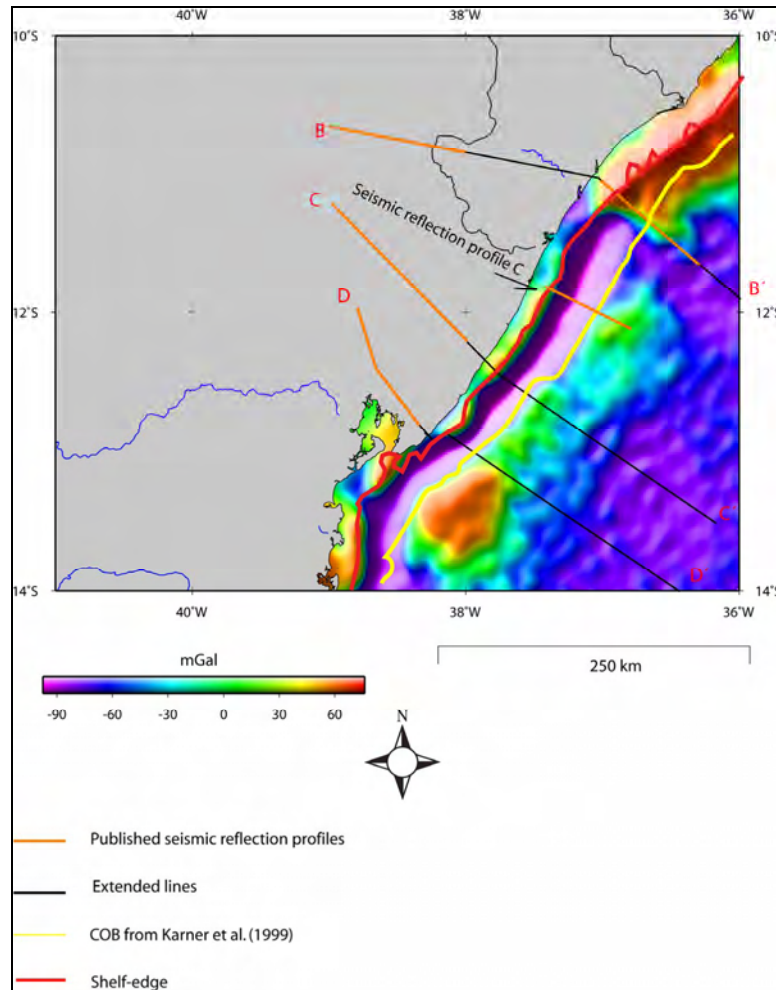 40°W 38°W 36°W
10°S 10°S
B
C
Seismic reflection profile C
D
B´
12°S 12°S
C´
D
14°S 14°S
40°W 38°W 36°W
mGal
250 km
-90 -60 -30 0 30 60
N
Published seismic reflection profiles
Extended lines
COB from Karner et al. (1999)
Shelf-edge